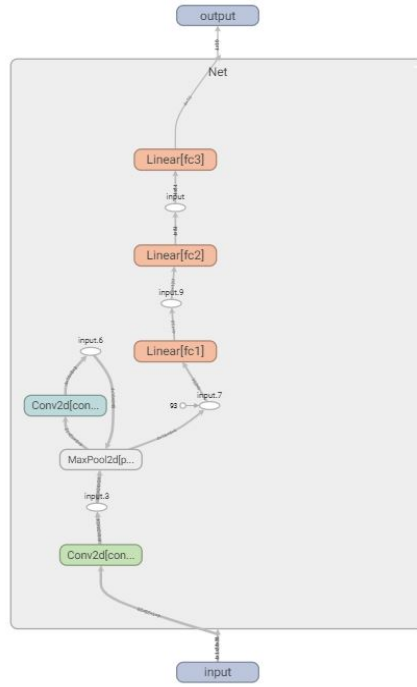 output
Net
Linear[fc3]
input
Linear[fc2]
input.9
input.6
Linear[fc1]
input.7
93
Conv2d[con...
MaxPool2d[p...
input.3
Conv2d[con...
input